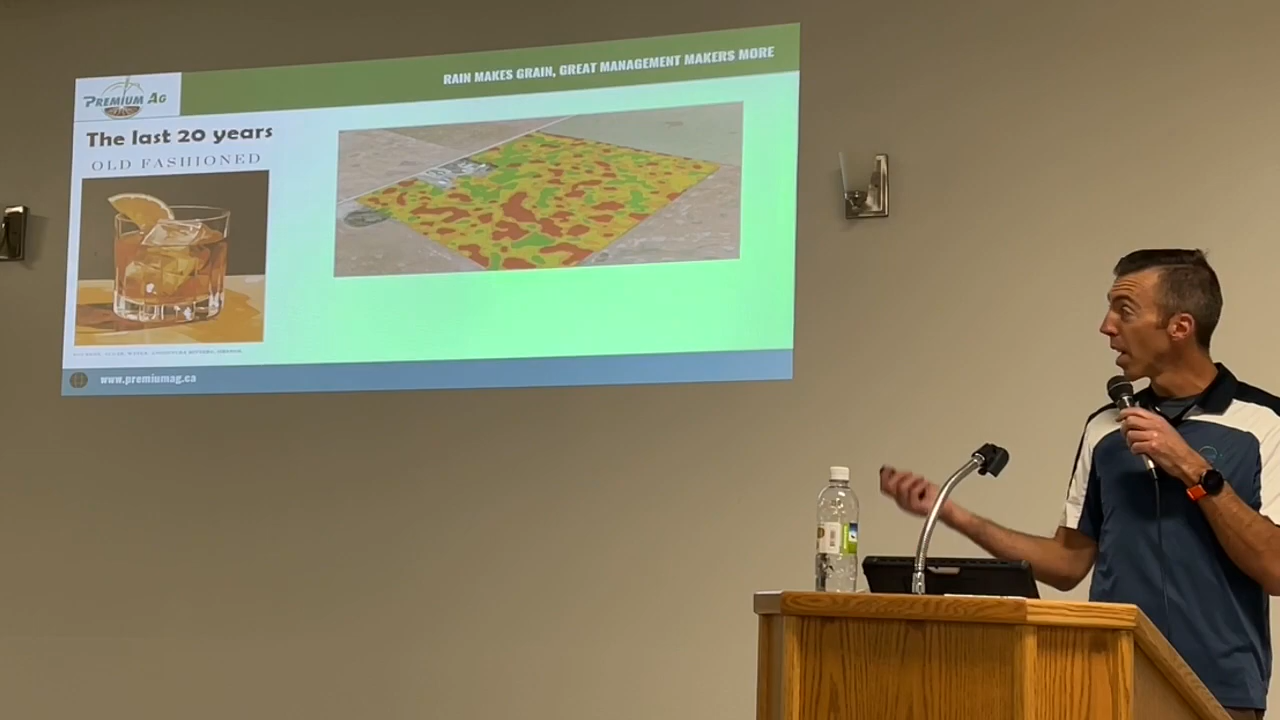 RAIN MAKES GRAIN, GREAT MANAGEMENT MAKERS MORE
PREMIUM AG
The last 20 years
OLD FASHIONED
www.premiumag.ca